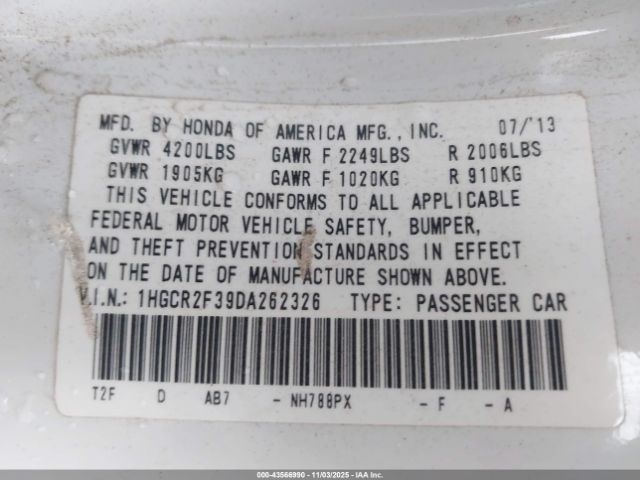 MFD. BY HONDA OF AMERICA MFG., INC. 07/'13
GVWR 4200LBS GAWR F 2249LBS R 2006LBS
GVWR 1905KG GAWR F 1020KG R 910KG
THIS VEHICLE CONFORMS TO ALL APPLICABLE
FEDERAL MOTOR VEHICLE SAFETY, BUMPER,
AND THEFT PREVENTION STANDARDS IN EFFECT
ON THE DATE OF MANUFACTURE SHOWN ABOVE.
V.I.N.: 1HGCR2F39DA262326 TYPE: PASSENGER CAR
T2F D AB7 - NH788PX - F - A
000-43566990 - 11/03/2025 - IAA